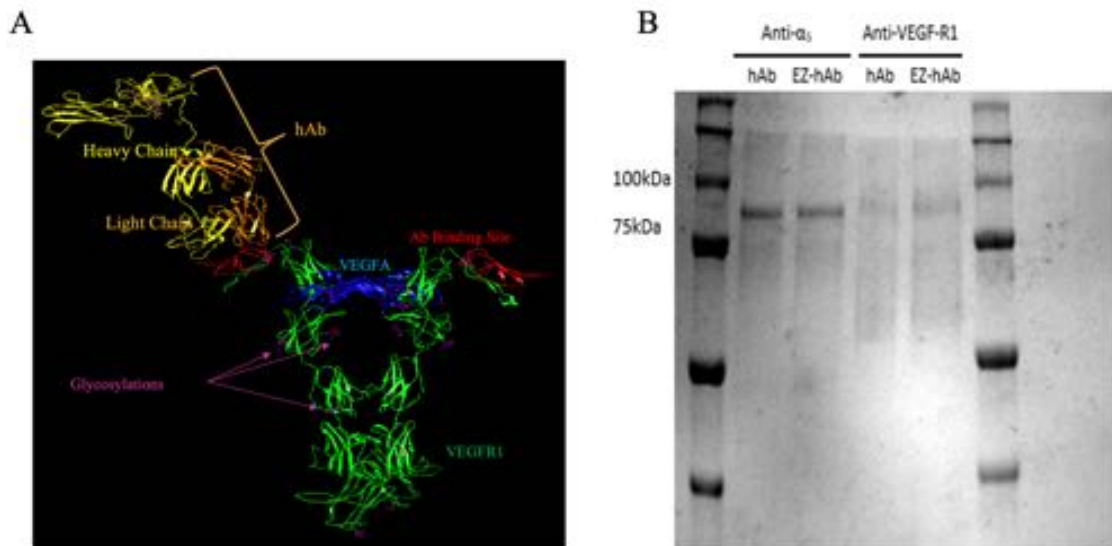 A
B
hAb
Heavy Chain
Light Chain
Ab Binding Site
VEGFA
Glycosylations
VEGFR1
Anti-α₅ Anti-VEGF-R1
hAb EZ-hAb hAb EZ-hAb
100kDa
75kDa